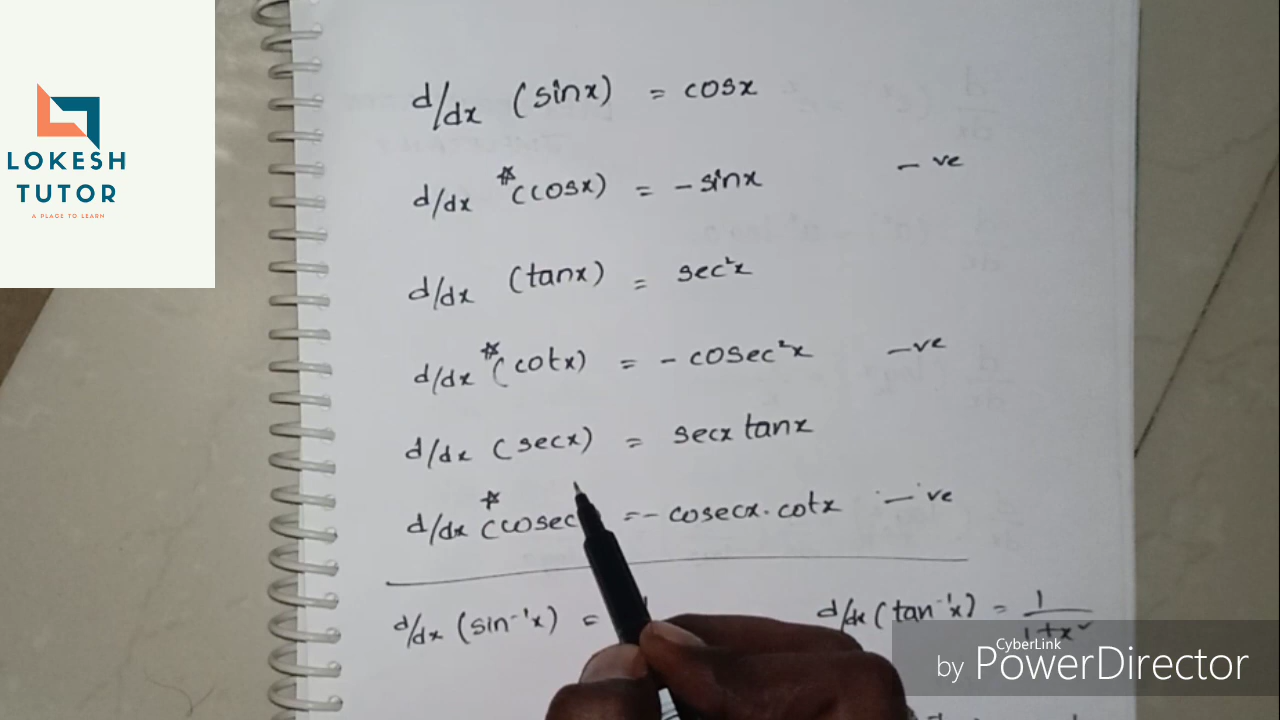 LOKESH
TUTOR
A PLACE TO LEARN
d/dx (sinx) = cosx
d/dx ☆(cosx) = - sinx - ve
d/dx (tanx) = sec²x
d/dx ☆(cotx) = - cosec²x - ve
d/dx (secx) = secx tanx
d/dx ☆(cosec = - cosecx . cotx - ve
d/dx (sin⁻¹x) =
d/dx (tan⁻¹x) = 1/1+x²
CyberLink
by PowerDirector